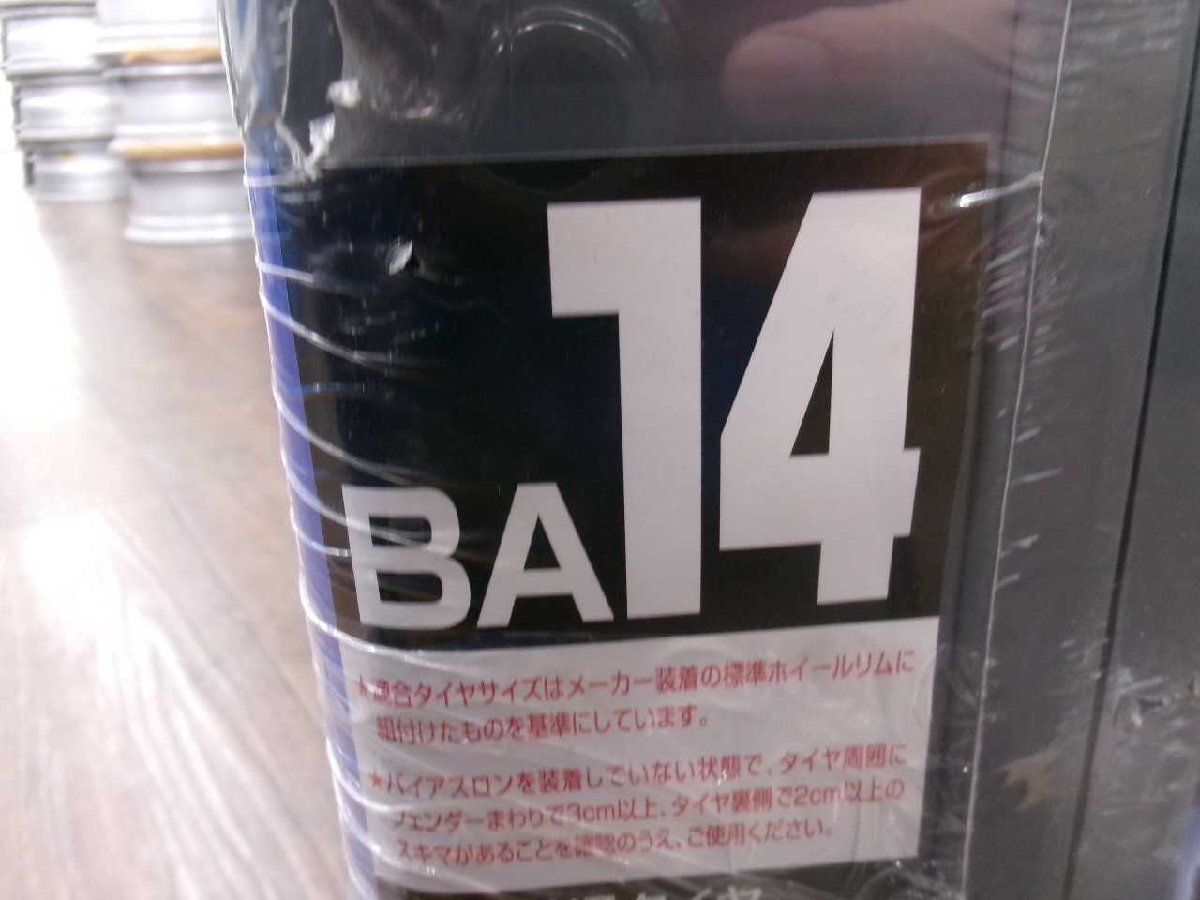 BA14
★適合タイヤサイズはメーカー装着の標準ホイールリムに
組付けたものを基準にしています。
★バイアスロンを装着していない状態で、タイヤ周囲に
フェンダーまわりで3cm以上、タイヤ裏側で2cm以上の
スキマがあることを確認のうえ、ご使用ください。